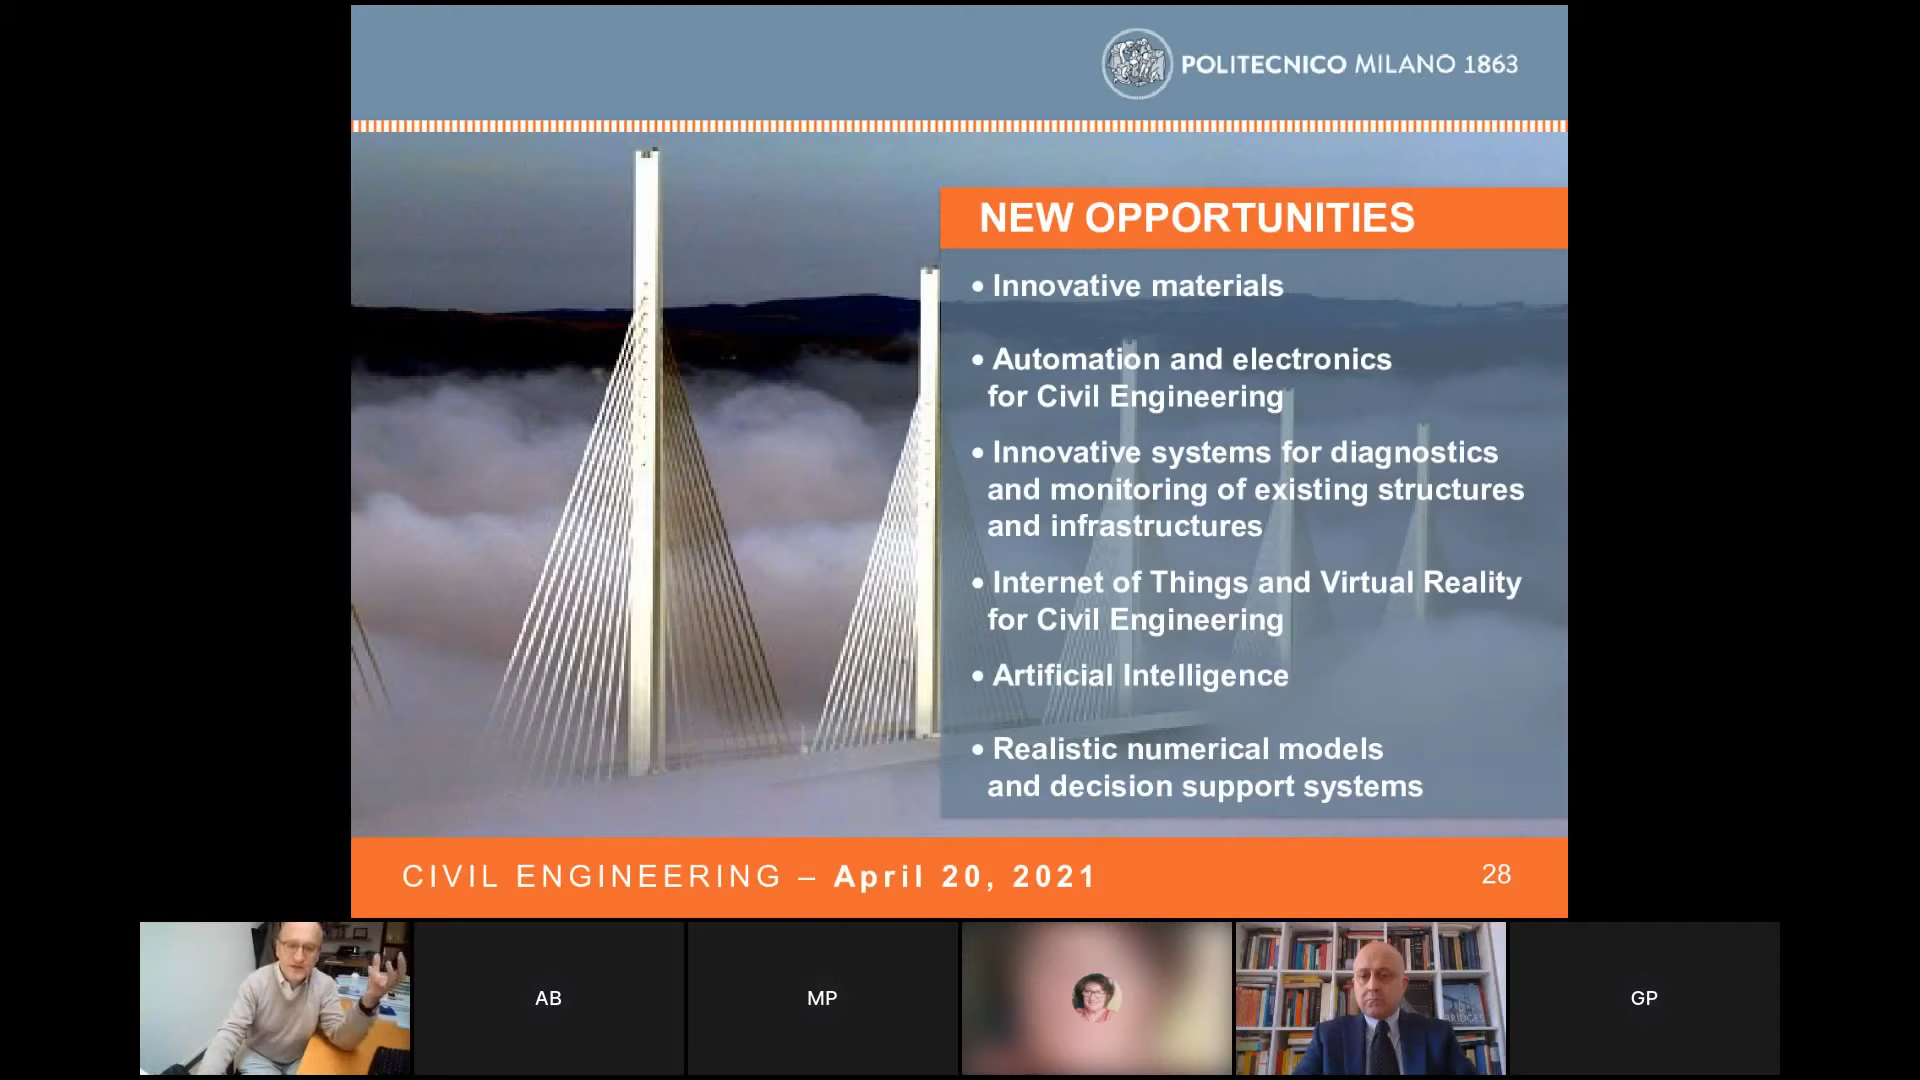 POLITECNICO MILANO 1863
NEW OPPORTUNITIES
• Innovative materials
• Automation and electronics
for Civil Engineering
• Innovative systems for diagnostics
and monitoring of existing structures
and infrastructures
• Internet of Things and Virtual Reality
for Civil Engineering
• Artificial Intelligence
• Realistic numerical models
and decision support systems
CIVIL ENGINEERING – April 20, 2021
28
AB
MP
BRIDGES
GP